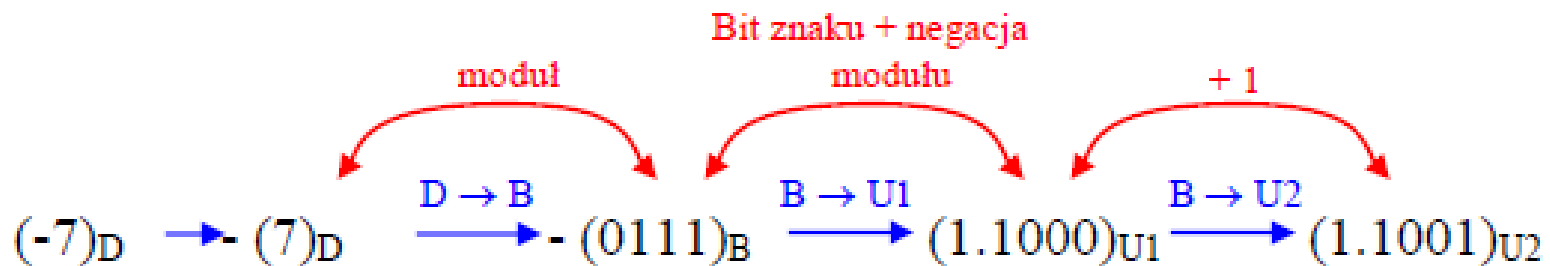 Bit znaku + negacja
moduł modułu + 1
D → B B → U1 B → U2
(-7)D - (7)D - (0111)B (1.1000)U1 (1.1001)U2